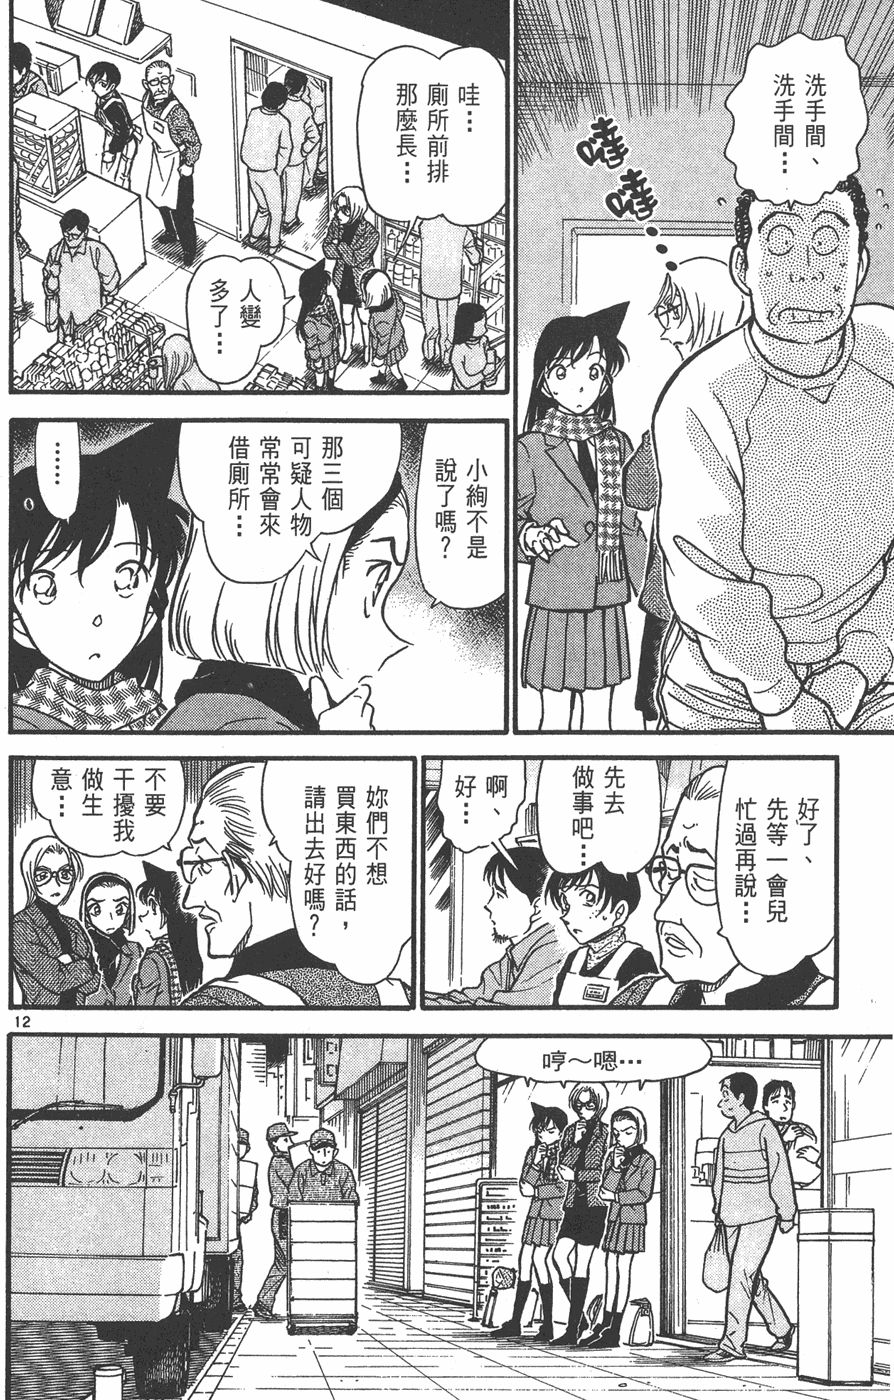 洗手間、
洗手間…
噠
噠
哇…
廁所前排
那麼長…
人變
多了…
小絢不是
說了嗎？
那三個
可疑人物
常常會來
借廁所…
……
好了、
先等一會兒
忙過再說…
先去
做事吧…
啊、
好…
妳們不想
買東西的話，
請出去好嗎？
不要
干擾我
做生
意…
12
哼～嗯…